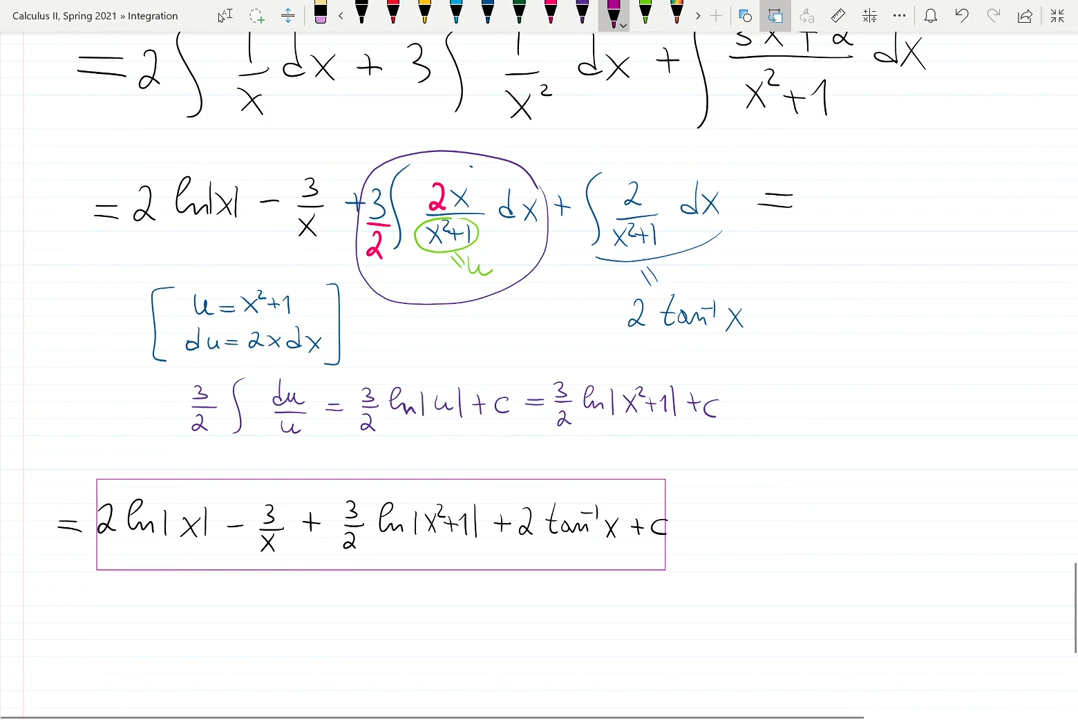 Calculus II, Spring 2021 » Integration
= 2 ∫ 1/x dx + 3 ∫ 1/x² dx + ∫ (3x+2)/(x²+1) dx
= 2 ln|x| − 3/x + 3/2 ∫ 2x/(x²+1) dx + ∫ 2/(x²+1) dx =
= u
= 2 tan⁻¹ x
[ u = x²+1
du = 2x dx ]
3/2 ∫ du/u = 3/2 ln|u| + c = 3/2 ln|x²+1| + c
= 2 ln|x| − 3/x + 3/2 ln|x²+1| + 2 tan⁻¹ x + c